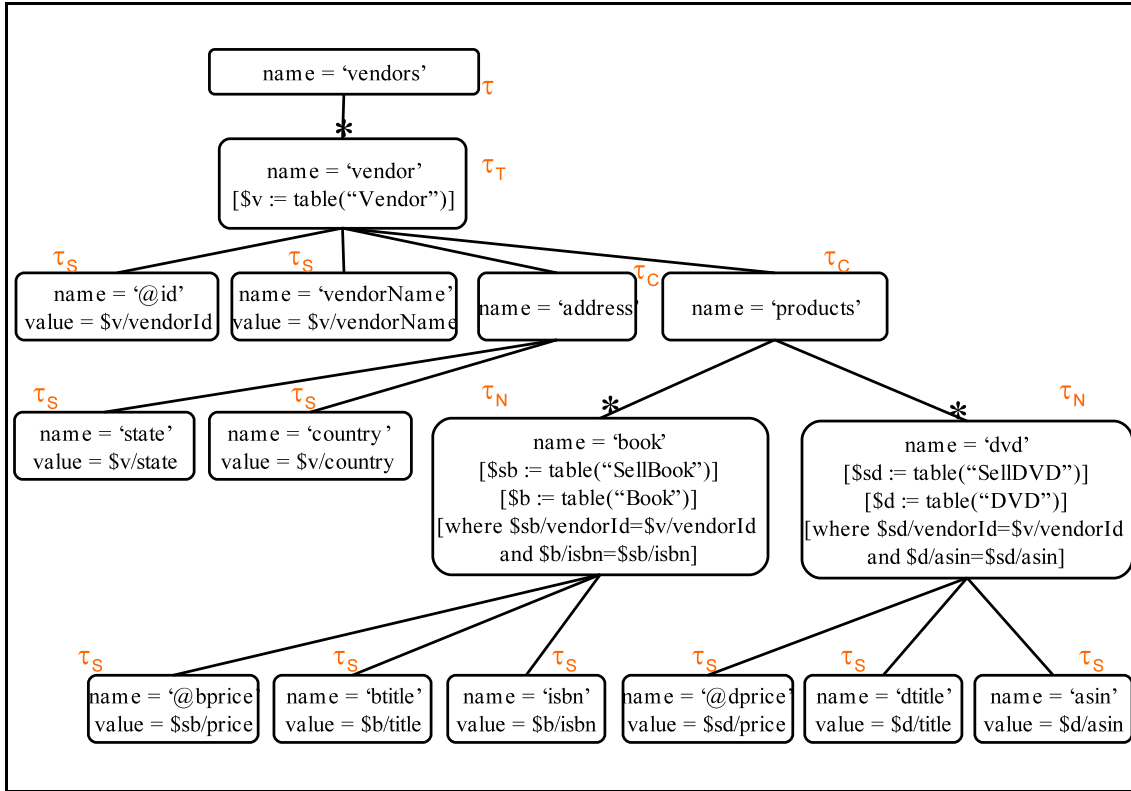 name = ‘vendors’
τ
*
name = ‘vendor’
[$v := table(“Vendor”)]
τT
τS
name = ‘@id’
value = $v/vendorId
τS
name = ‘vendorName’
value = $v/vendorName
τC
name = ‘address’
τC
name = ‘products’
τS
name = ‘state’
value = $v/state
τS
name = ‘country’
value = $v/country
τN
*
name = ‘book’
[$sb := table(“SellBook”)]
[$b := table(“Book”)]
[where $sb/vendorId=$v/vendorId
and $b/isbn=$sb/isbn]
τN
*
name = ‘dvd’
[$sd := table(“SellDVD”)]
[$d := table(“DVD”)]
[where $sd/vendorId=$v/vendorId
and $d/asin=$sd/asin]
τS
name = ‘@bprice’
value = $sb/price
τS
name = ‘btitle’
value = $b/title
τS
name = ‘isbn’
value = $b/isbn
τS
name = ‘@dprice’
value = $sd/price
τS
name = ‘dtitle’
value = $d/title
τS
name = ‘asin’
value = $d/asin